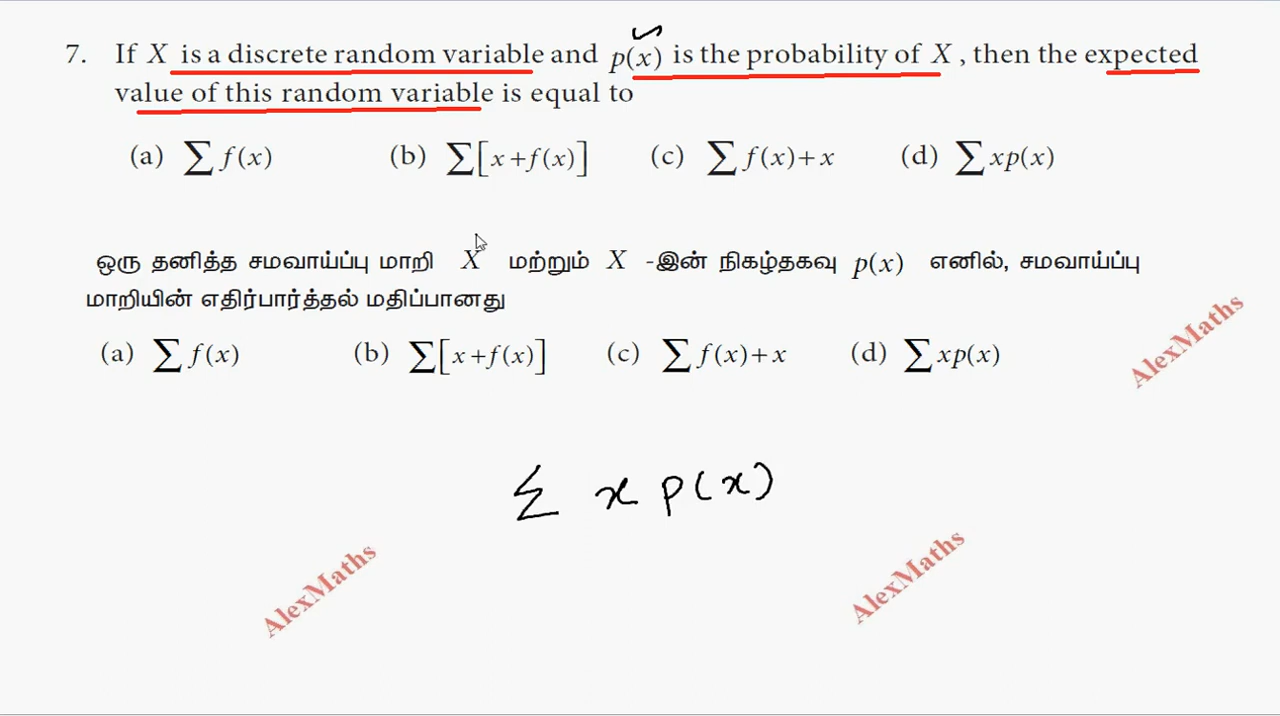 7. If X is a discrete random variable and p(x) is the probability of X , then the expected
value of this random variable is equal to
(a) ∑ f(x) (b) ∑[x+f(x)] (c) ∑ f(x)+x (d) ∑ xp(x)
ஒரு தனித்த சமவாய்ப்பு மாறி X மற்றும் X -இன் நிகழ்தகவு p(x) எனில், சமவாய்ப்பு
மாறியின் எதிர்பார்த்தல் மதிப்பானது
(a) ∑ f(x) (b) ∑[x+f(x)] (c) ∑ f(x)+x (d) ∑ xp(x)
AlexMaths
∑ x p(x)
AlexMaths
AlexMaths